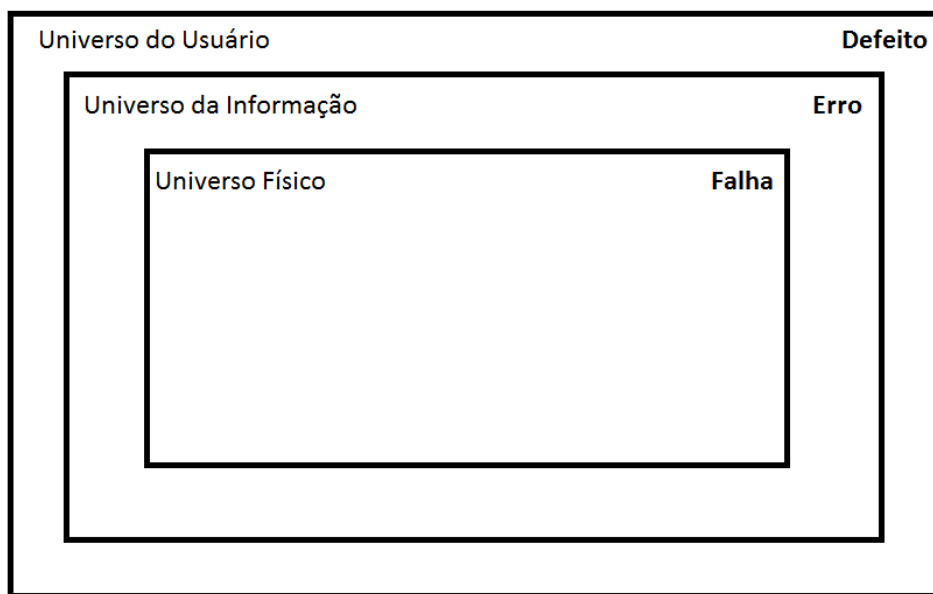 Universo do Usuário Defeito
Universo da Informação Erro
Universo Físico Falha